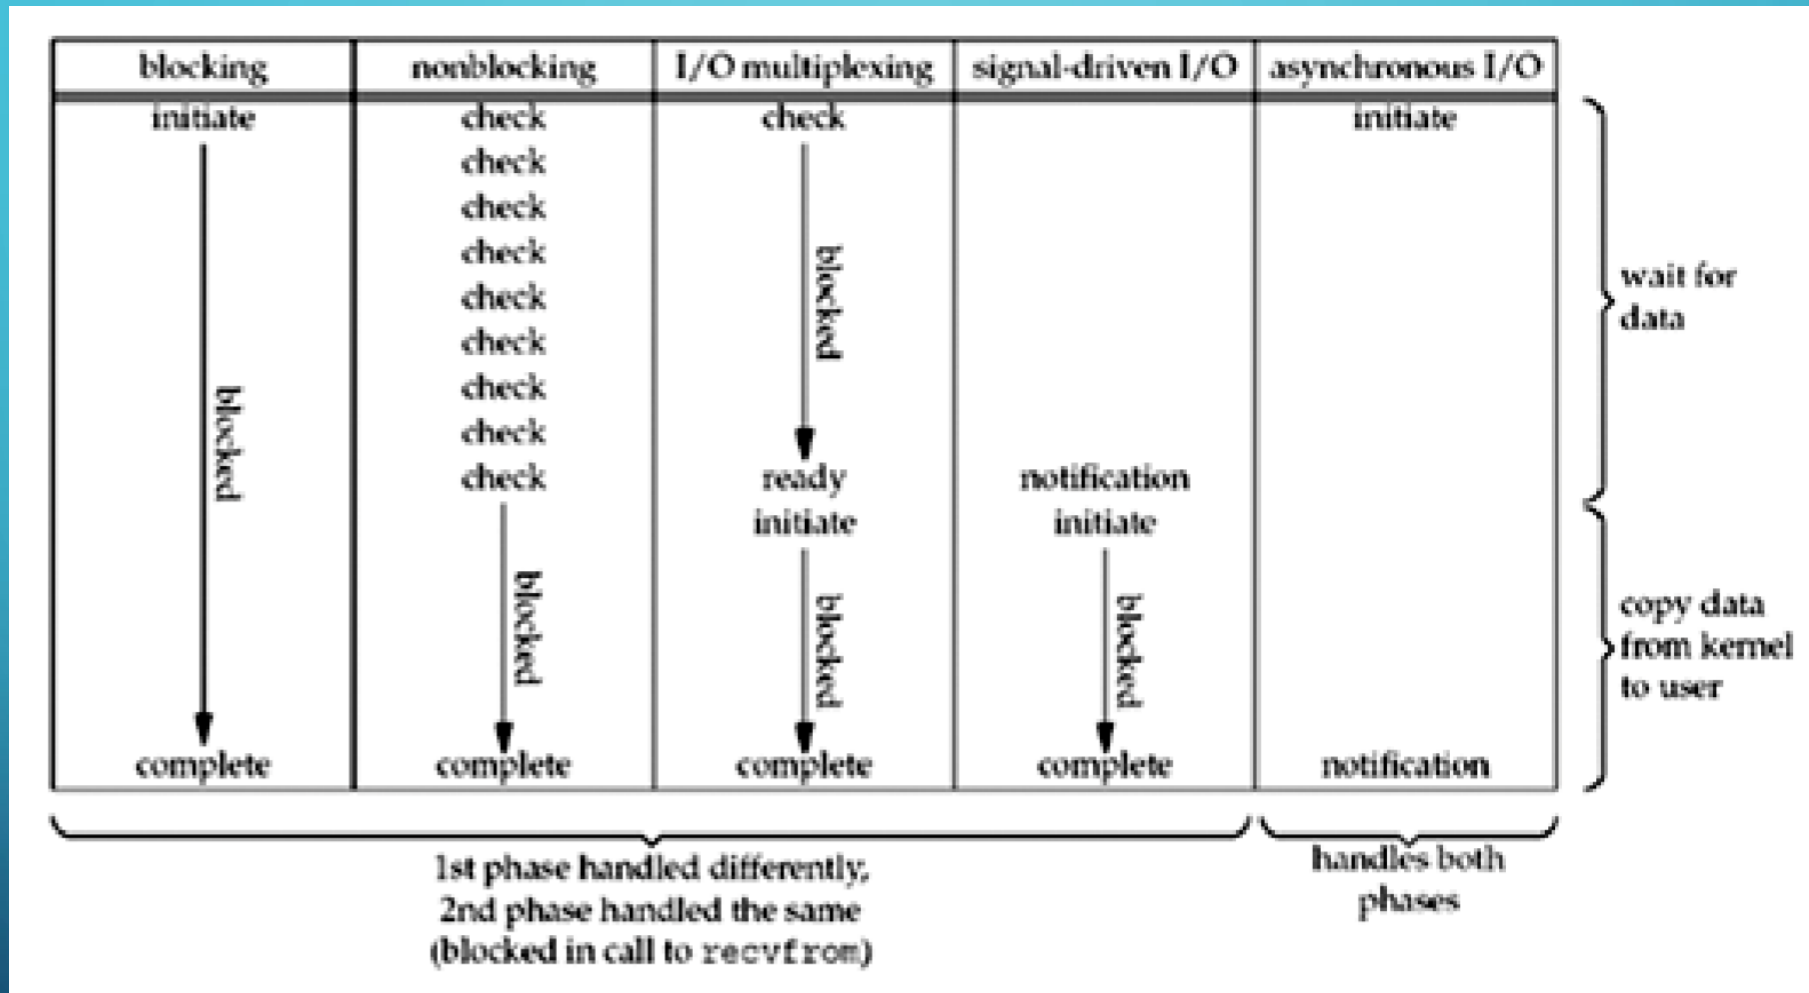 blocking nonblocking I/O multiplexing signal-driven I/O asynchronous I/O
initiate check check initiate
check
check
check
check
check
check
check
check ready notification
initiate initiate
blocked
blocked
blocked
blocked
blocked
complete complete complete complete notification
wait for
data
copy data
from kernel
to user
1st phase handled differently,
2nd phase handled the same
(blocked in call to recvfrom)
handles both
phases